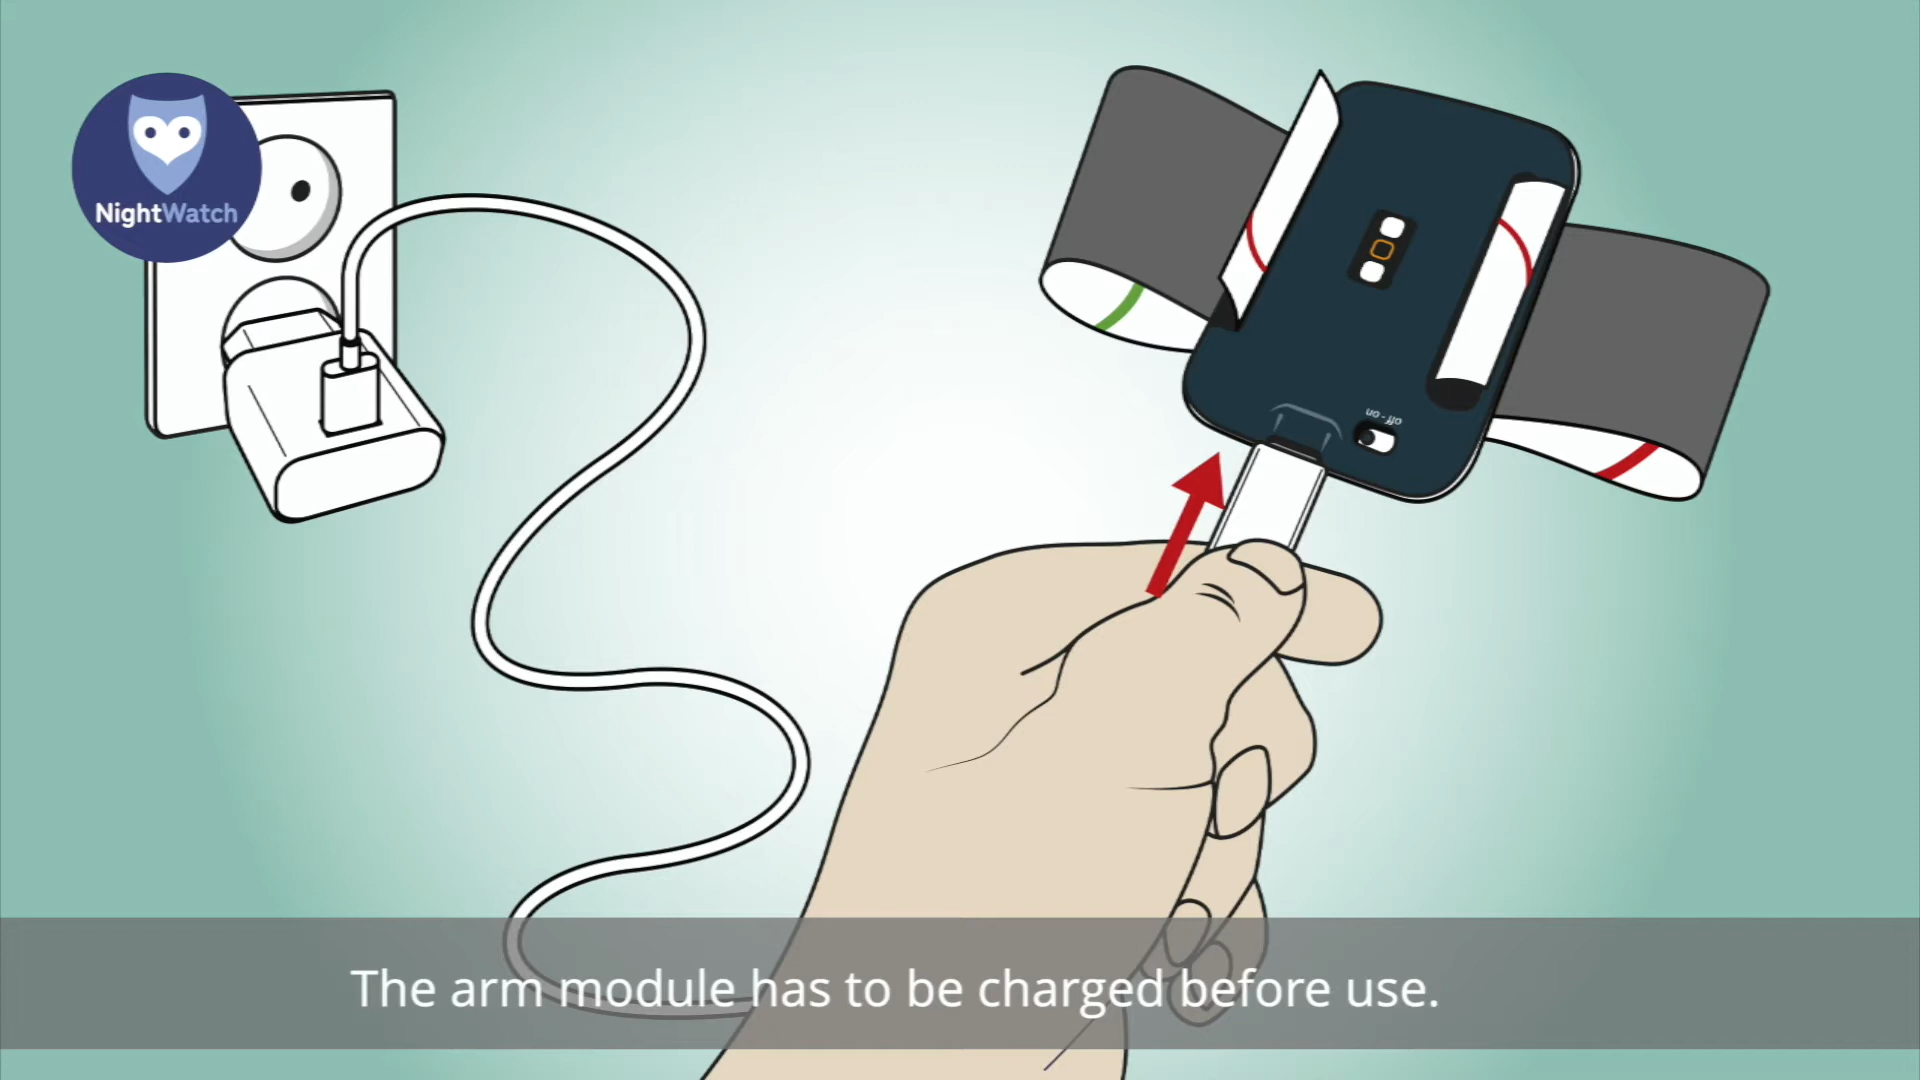 NightWatch
off - on
The arm module has to be charged before use.